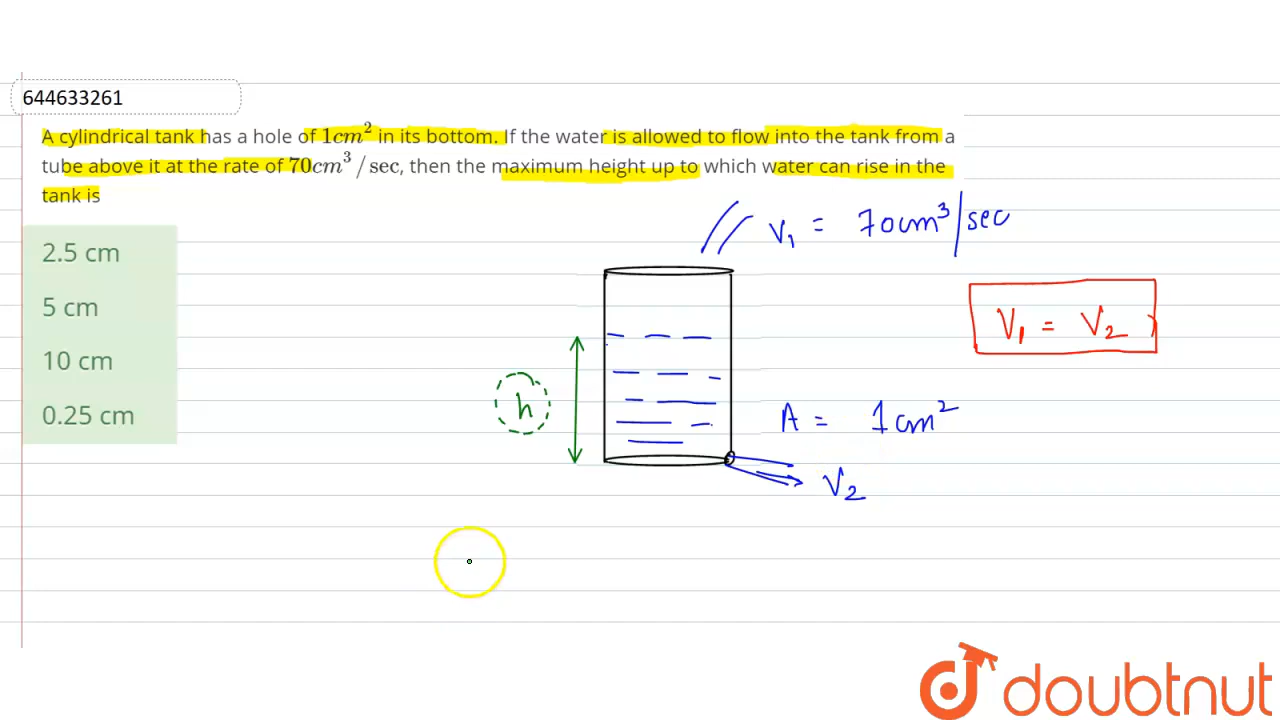 644633261
A cylindrical tank has a hole of 1cm² in its bottom. If the water is allowed to flow into the tank from a
tube above it at the rate of 70cm³/sec, then the maximum height up to which water can rise in the
tank is
2.5 cm
5 cm
10 cm
0.25 cm
V₁ = 70cm³/sec
V₁ = V₂
h
A = 1cm²
V₂
doubtnut